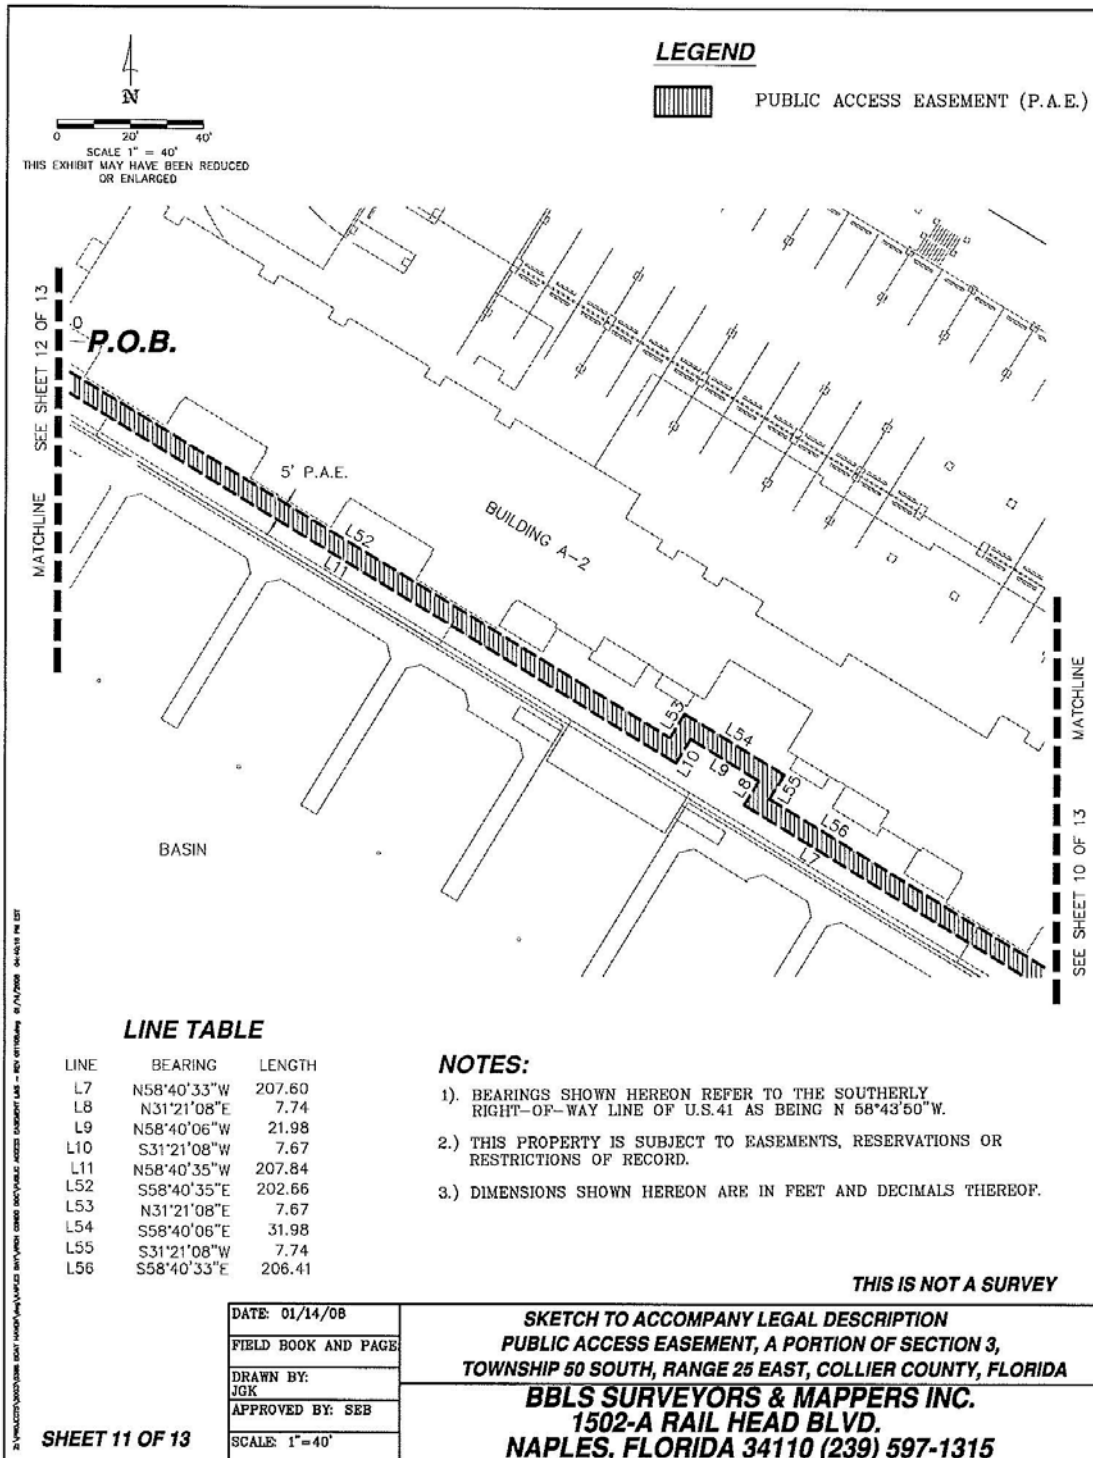 LEGEND
PUBLIC ACCESS EASEMENT (P.A.E.)
N
0 20' 40'
SCALE 1" = 40'
THIS EXHIBIT MAY HAVE BEEN REDUCED
OR ENLARGED
MATCHLINE SEE SHEET 12 OF 13
P.O.B.
5' P.A.E.
L52
L11
BUILDING A-2
L53
L54
L10
L9
L8
L55
L56
L7
BASIN
MATCHLINE
SEE SHEET 10 OF 13
LINE TABLE
LINE BEARING LENGTH
L7 N58°40'33"W 207.60
L8 N31°21'08"E 7.74
L9 N58°40'06"W 21.98
L10 S31°21'08"W 7.67
L11 N58°40'35"W 207.84
L52 S58°40'35"E 202.66
L53 N31°21'08"E 7.67
L54 S58°40'06"E 31.98
L55 S31°21'08"W 7.74
L56 S58°40'33"E 206.41
NOTES:
1). BEARINGS SHOWN HEREON REFER TO THE SOUTHERLY
RIGHT-OF-WAY LINE OF U.S.41 AS BEING N 58°43'50"W.
2.) THIS PROPERTY IS SUBJECT TO EASEMENTS, RESERVATIONS OR
RESTRICTIONS OF RECORD.
3.) DIMENSIONS SHOWN HEREON ARE IN FEET AND DECIMALS THEREOF.
THIS IS NOT A SURVEY
DATE: 01/14/08
FIELD BOOK AND PAGE
DRAWN BY:
JGK
APPROVED BY: SEB
SCALE: 1"=40'
SKETCH TO ACCOMPANY LEGAL DESCRIPTION
PUBLIC ACCESS EASEMENT, A PORTION OF SECTION 3,
TOWNSHIP 50 SOUTH, RANGE 25 EAST, COLLIER COUNTY, FLORIDA
BBLS SURVEYORS & MAPPERS INC.
1502-A RAIL HEAD BLVD.
NAPLES, FLORIDA 34110 (239) 597-1315
SHEET 11 OF 13